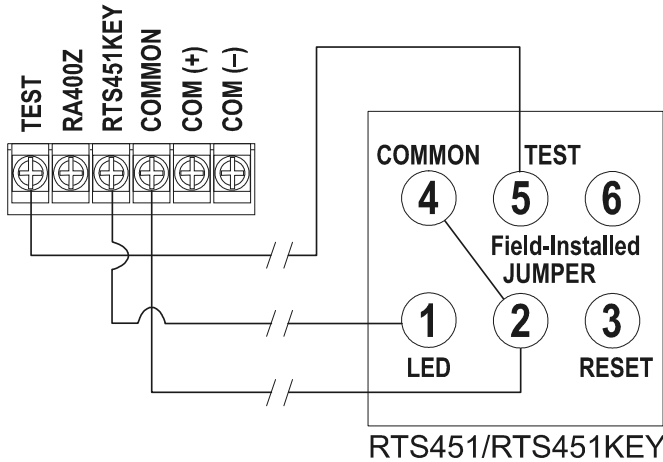 TEST
RA400Z
RTS451KEY
COMMON
COM (+)
COM (–)
COMMON
TEST
4
5
6
Field-Installed
JUMPER
1
2
3
LED
RESET
RTS451/RTS451KEY